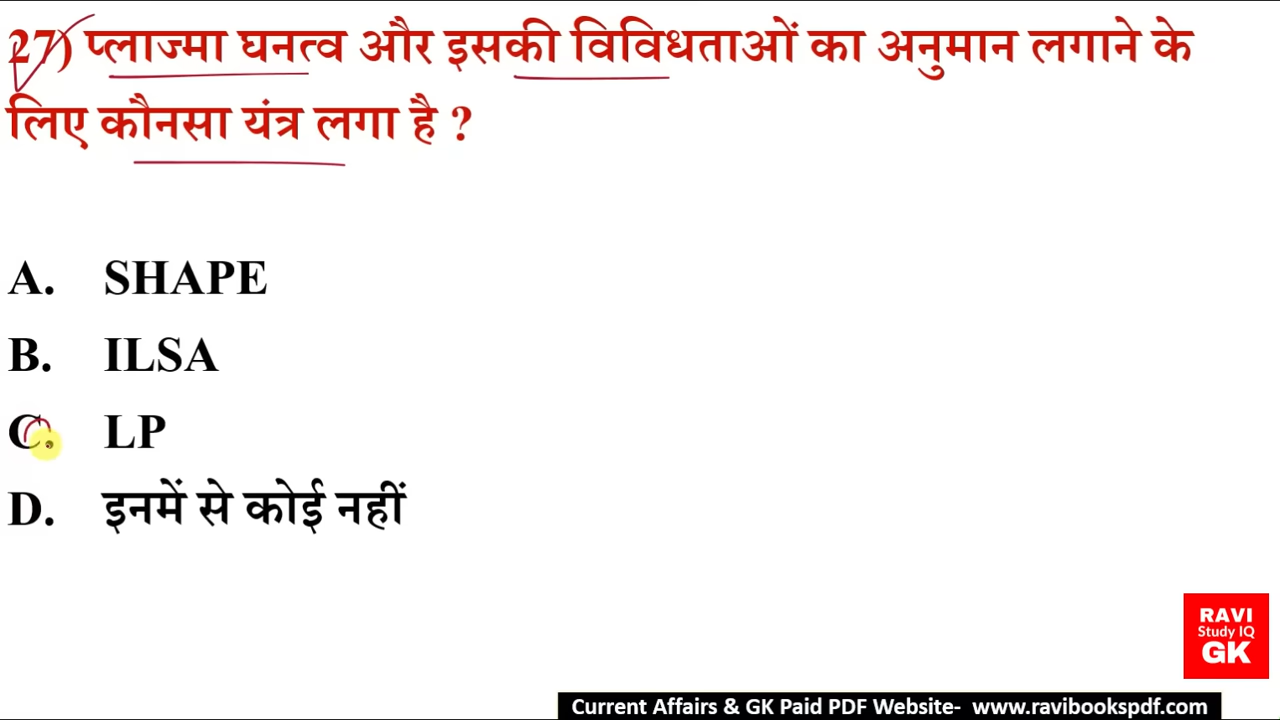 27) प्लाज्मा घनत्व और इसकी विविधताओं का अनुमान लगाने के
लिए कौनसा यंत्र लगा है ?
A. SHAPE
B. ILSA
C. LP
D. इनमें से कोई नहीं
RAVI
Study IQ
GK
Current Affairs & GK Paid PDF Website- www.ravibookspdf.com